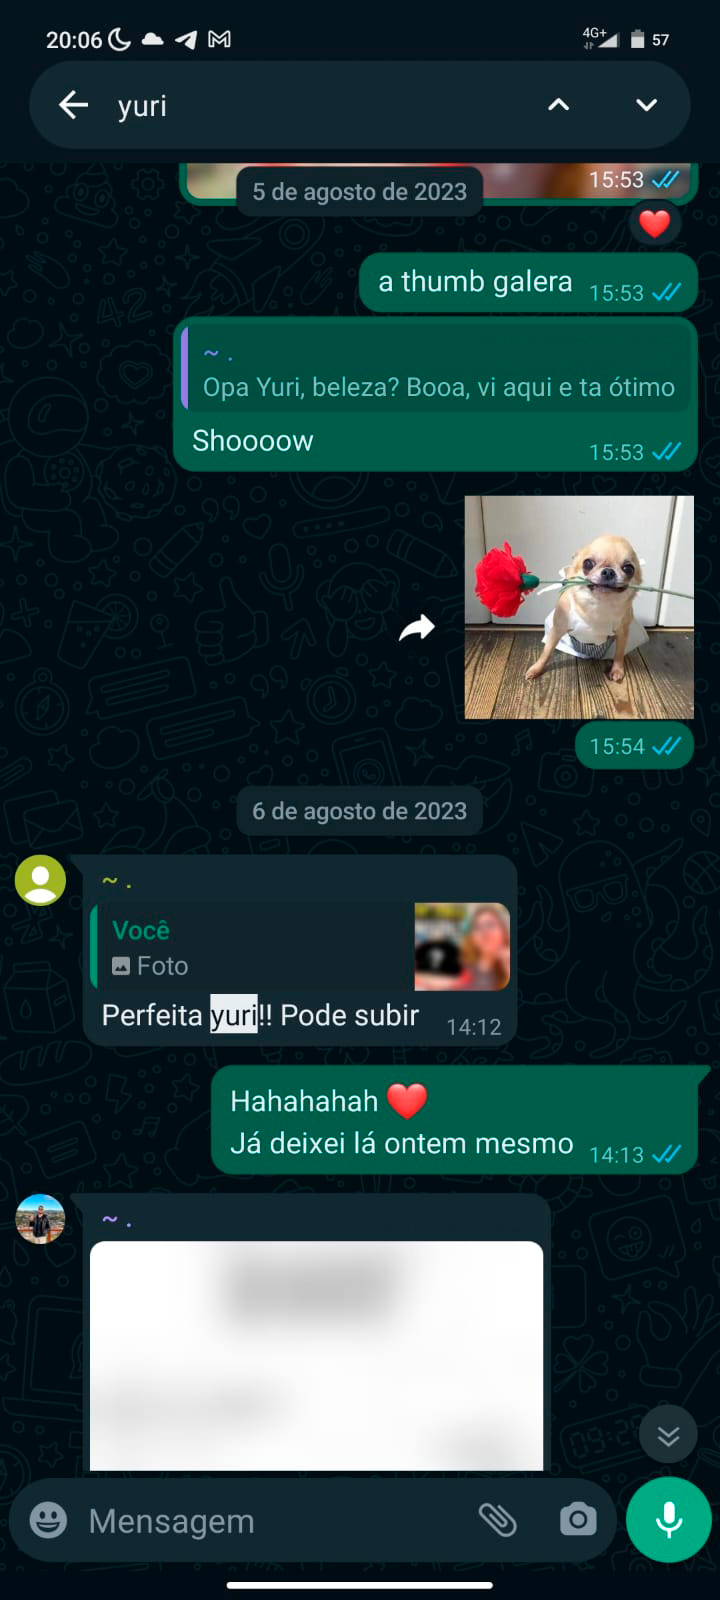 20:06
4G+
57
yuri
15:53
5 de agosto de 2023
a thumb galera 15:53
~ .
Opa Yuri, beleza? Booa, vi aqui e ta ótimo
Shoooow 15:53
15:54
6 de agosto de 2023
~ .
Você
Foto
Perfeita yuri!! Pode subir 14:12
Hahahahah ❤️
Já deixei lá ontem mesmo 14:13
~ .
Mensagem